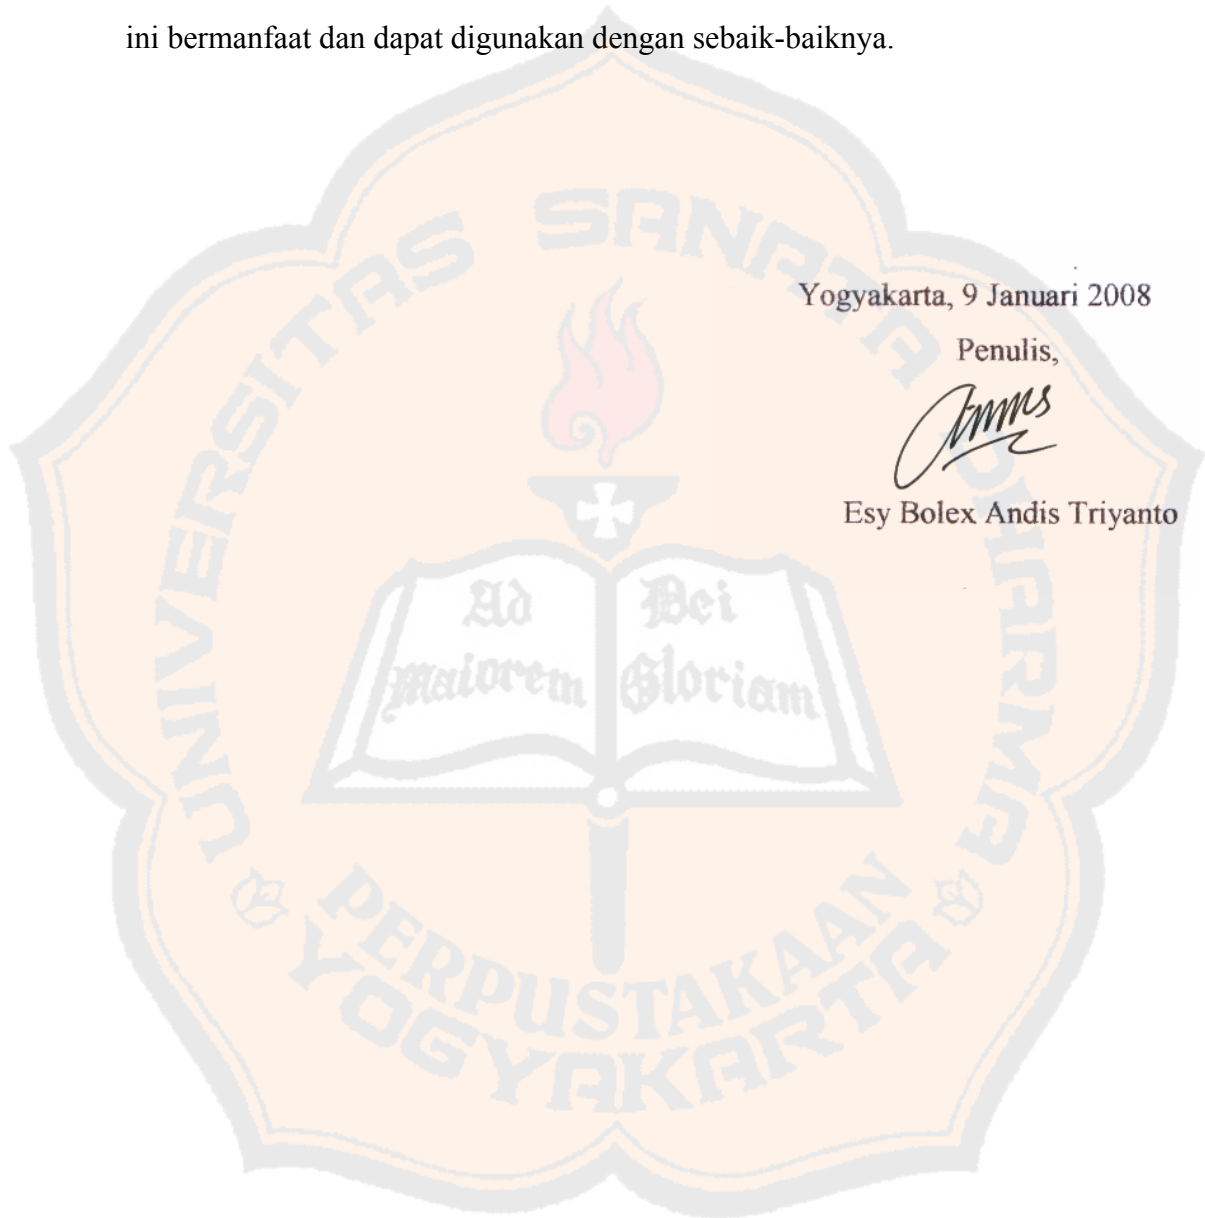 ini bermanfaat dan dapat digunakan dengan sebaik-baiknya.
UNIVERSITAS SANATA DHARMA
Yogyakarta, 9 Januari 2008
Penulis,
Esy Bolex Andis Triyanto
Ad
Maiorem
Dei
Gloriam
PERPUSTAKAAN
YOGYAKARTA